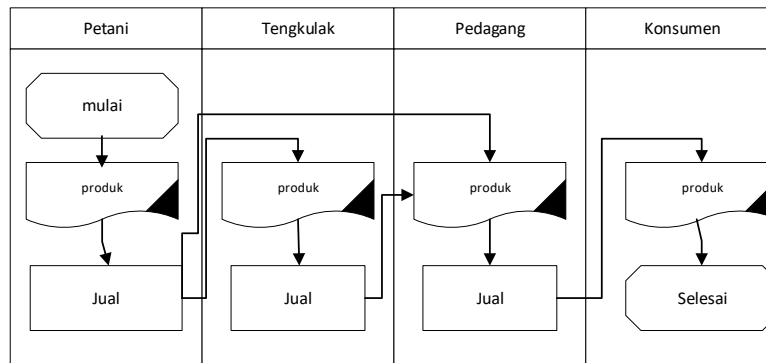 Petani
Tengkulak
Pedagang
Konsumen
mulai
produk
produk
produk
produk
Jual
Jual
Jual
Selesai